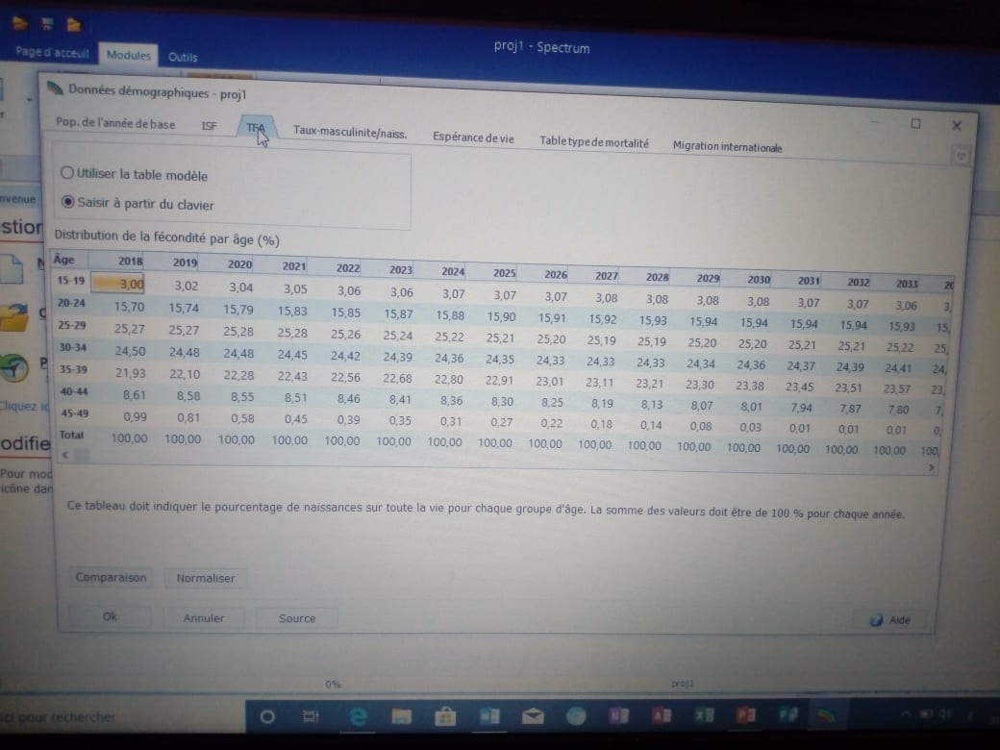 proj1 - Spectrum
Page d'acceuil Modules Outils
Données démographiques - proj1
Pop. de l'année de base ISF TFA Taux-masculinite/naiss. Espérance de vie Table type de mortalité Migration internationale
Utiliser la table modèle
Saisir à partir du clavier
Distribution de la fécondité par âge (%)
Âge 2018 2019 2020 2021 2022 2023 2024 2025 2026 2027 2028 2029 2030 2031 2032 2033 20
15-19 3,00 3,02 3,04 3,05 3,06 3,06 3,07 3,07 3,07 3,08 3,08 3,08 3,08 3,07 3,07 3,06 3,
20-24 15,70 15,74 15,79 15,83 15,85 15,87 15,88 15,90 15,91 15,92 15,93 15,94 15,94 15,94 15,94 15,93 15,
25-29 25,27 25,27 25,28 25,28 25,26 25,24 25,22 25,21 25,20 25,19 25,19 25,20 25,20 25,21 25,21 25,22 25,
30-34 24,50 24,48 24,48 24,45 24,42 24,39 24,36 24,35 24,33 24,33 24,33 24,34 24,36 24,37 24,39 24,41 24,
35-39 21,93 22,10 22,28 22,43 22,56 22,68 22,80 22,91 23,01 23,11 23,21 23,30 23,38 23,45 23,51 23,57 23,
40-44 8,61 8,58 8,55 8,51 8,46 8,41 8,36 8,30 8,25 8,19 8,13 8,07 8,01 7,94 7,87 7,80 7,
45-49 0,99 0,81 0,58 0,45 0,39 0,35 0,31 0,27 0,22 0,18 0,14 0,08 0,03 0,01 0,01 0,01 0,
Total 100,00 100,00 100,00 100,00 100,00 100,00 100,00 100,00 100,00 100,00 100,00 100,00 100,00 100,00 100,00 100,00 100,
Ce tableau doit indiquer le pourcentage de naissances sur toute la vie pour chaque groupe d'âge. La somme des valeurs doit être de 100 % pour chaque année.
Comparaison Normaliser
Ok Annuler Source Aide
nvenue
stion
Cliquez ic
odifie
Pour mod
icône dan
0% proj1
ici pour rechercher